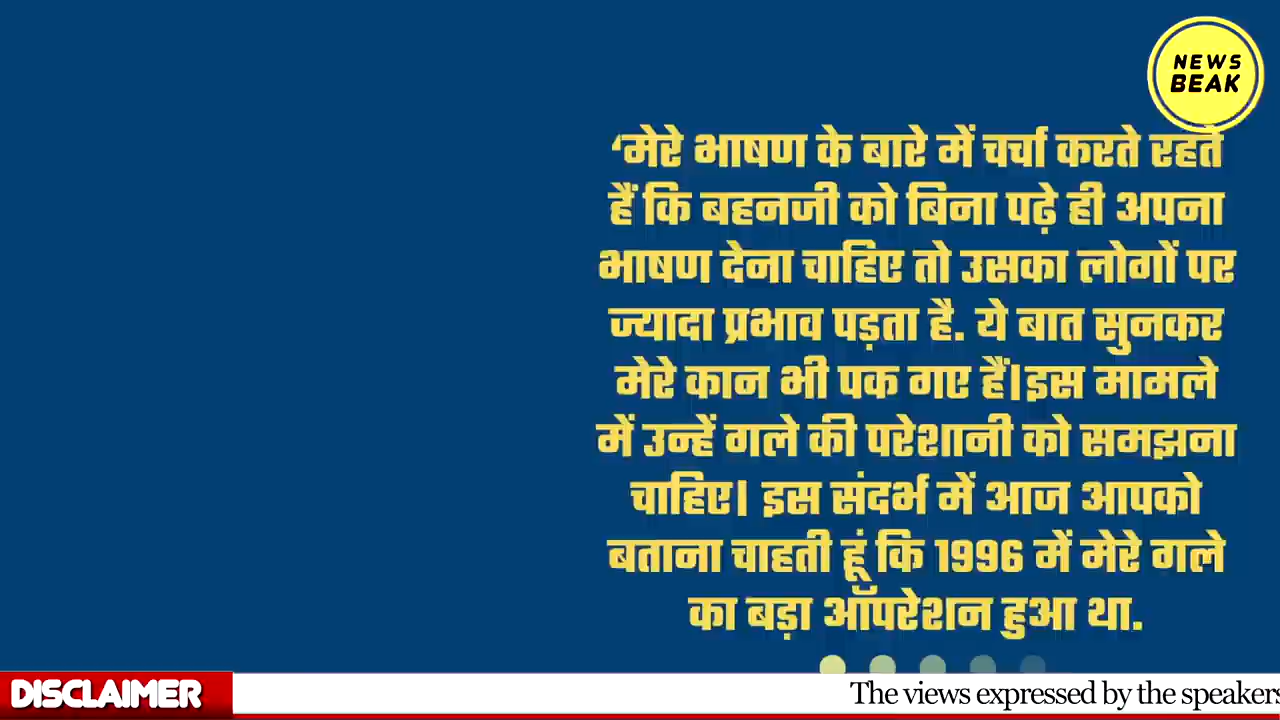 NEWS
BEAK
‘मेरे भाषण के बारे में चर्चा करते रहते
हैं कि बहनजी को बिना पढ़े ही अपना
भाषण देना चाहिए तो उसका लोगों पर
ज्यादा प्रभाव पड़ता है. ये बात सुनकर
मेरे कान भी पक गए हैं|इस मामले
में उन्हें गले की परेशानी को समझना
चाहिए| इस संदर्भ में आज आपको
बताना चाहती हूं कि 1996 में मेरे गले
का बड़ा ऑपरेशन हुआ था.
DISCLAIMER
The views expressed by the speakers